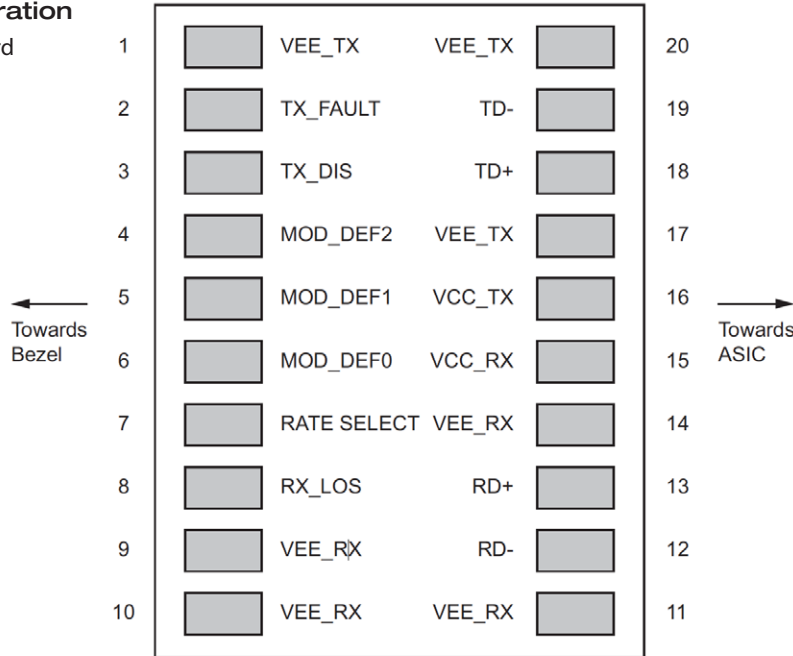 ration
rd
1 VEE_TX VEE_TX 20
2 TX_FAULT TD- 19
3 TX_DIS TD+ 18
4 MOD_DEF2 VEE_TX 17
5 MOD_DEF1 VCC_TX 16
Towards
Bezel
Towards
ASIC
6 MOD_DEF0 VCC_RX 15
7 RATE SELECT VEE_RX 14
8 RX_LOS RD+ 13
9 VEE_RX RD- 12
10 VEE_RX VEE_RX 11